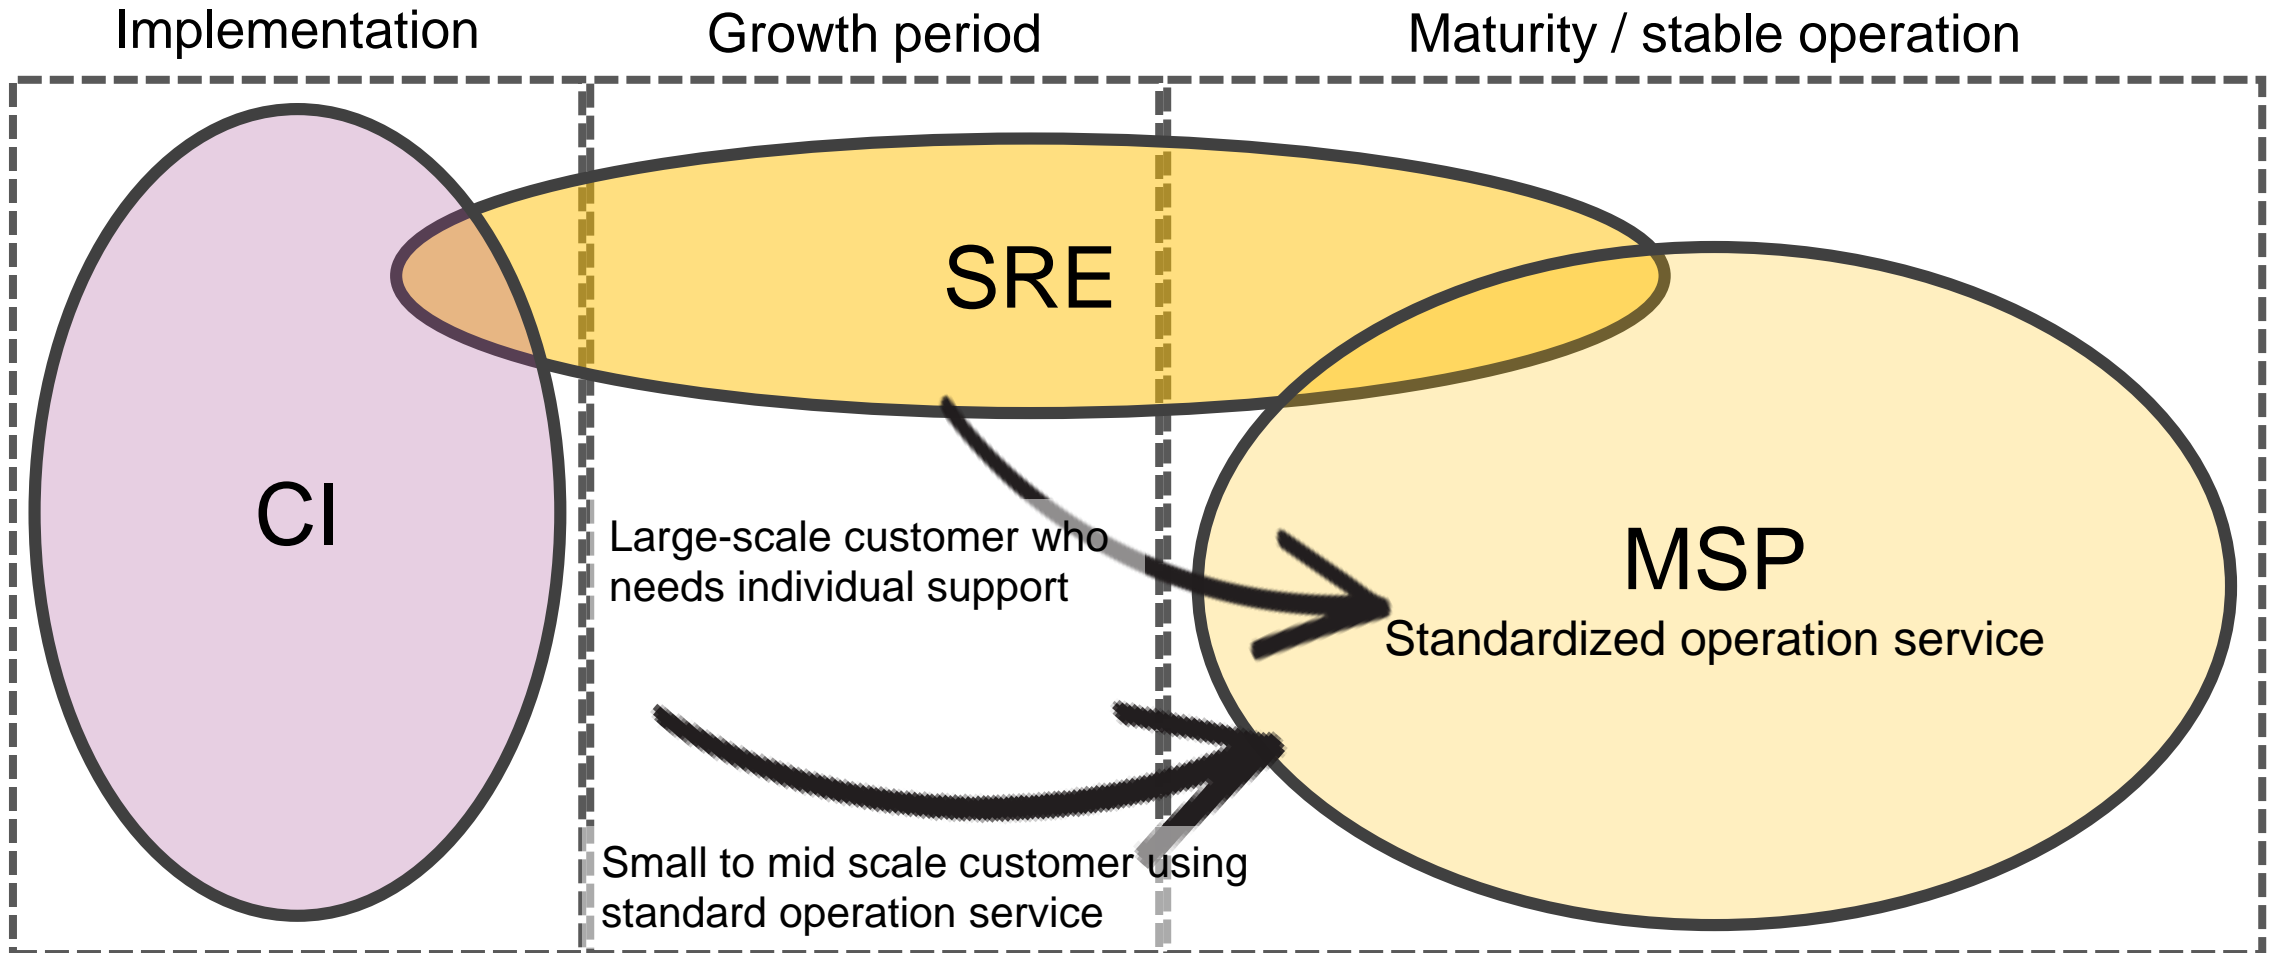 Implementation
Growth period
Maturity / stable operation
SRE
CI
Large-scale customer who
needs individual support
MSP
Standardized operation service
Small to mid scale customer using
standard operation service